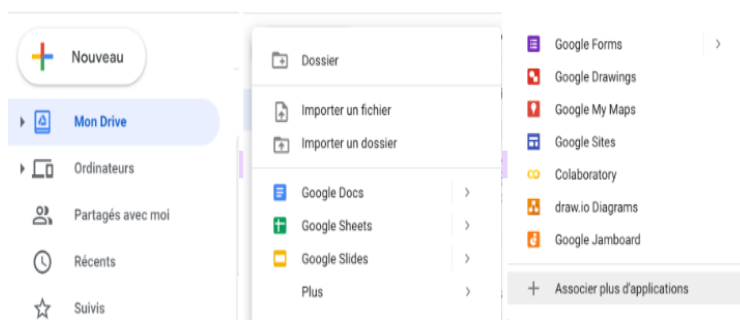 Nouveau
Mon Drive
Ordinateurs
Partagés avec moi
Récents
Suivis
Dossier
Importer un fichier
Importer un dossier
Google Docs
Google Sheets
Google Slides
Plus
Google Forms
Google Drawings
Google My Maps
Google Sites
Colaboratory
draw.io Diagrams
Google Jamboard
Associer plus d'applications